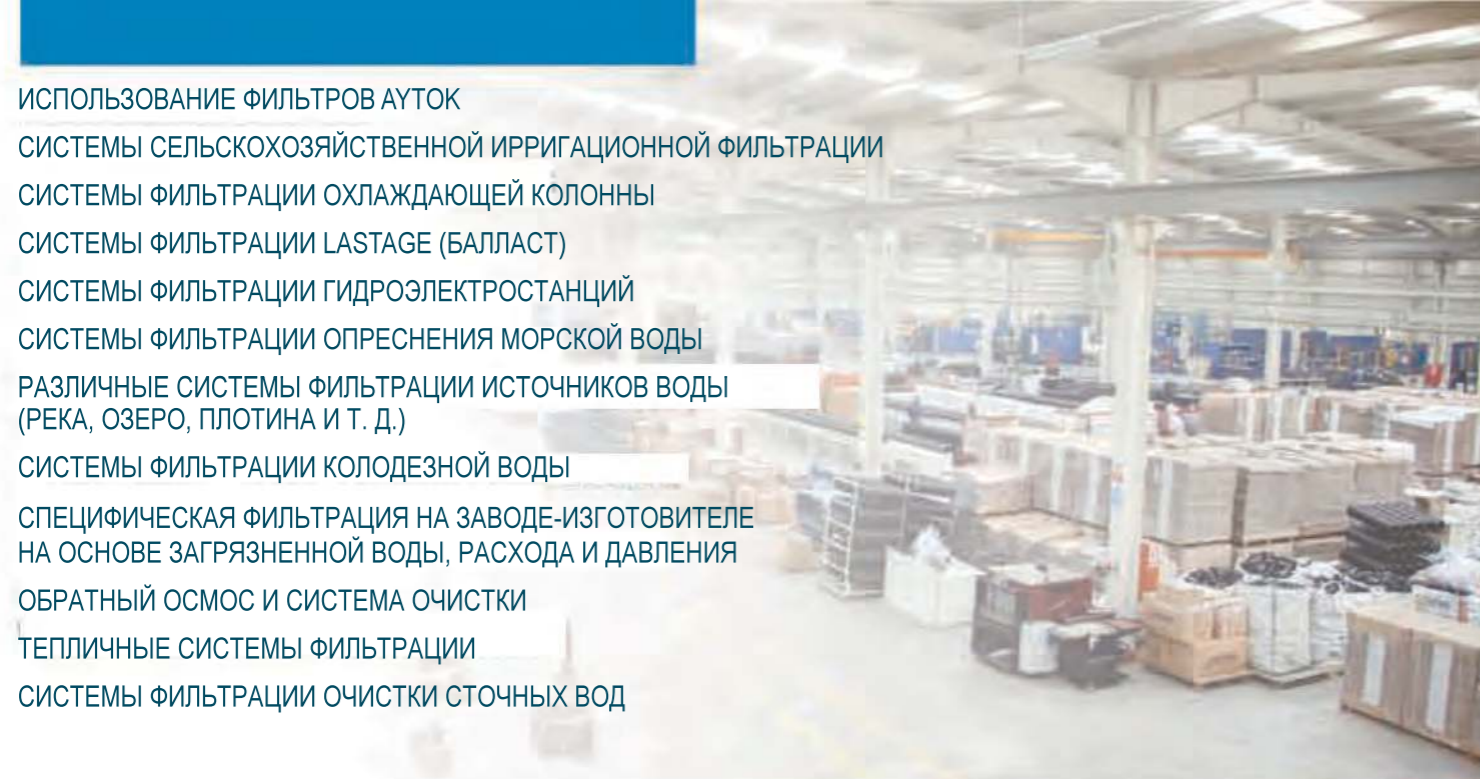 ИСПОЛЬЗОВАНИЕ ФИЛЬТРОВ AYTOK
СИСТЕМЫ СЕЛЬСКОХОЗЯЙСТВЕННОЙ ИРРИГАЦИОННОЙ ФИЛЬТРАЦИИ
СИСТЕМЫ ФИЛЬТРАЦИИ ОХЛАЖДАЮЩЕЙ КОЛОННЫ
СИСТЕМЫ ФИЛЬТРАЦИИ LASTAGE (БАЛЛАСТ)
СИСТЕМЫ ФИЛЬТРАЦИИ ГИДРОЭЛЕКТРОСТАНЦИЙ
СИСТЕМЫ ФИЛЬТРАЦИИ ОПРЕСНЕНИЯ МОРСКОЙ ВОДЫ
РАЗЛИЧНЫЕ СИСТЕМЫ ФИЛЬТРАЦИИ ИСТОЧНИКОВ ВОДЫ
(РЕКА, ОЗЕРО, ПЛОТИНА И Т. Д.)
СИСТЕМЫ ФИЛЬТРАЦИИ КОЛОДЕЗНОЙ ВОДЫ
СПЕЦИФИЧЕСКАЯ ФИЛЬТРАЦИЯ НА ЗАВОДЕ-ИЗГОТОВИТЕЛЕ
НА ОСНОВЕ ЗАГРЯЗНЕННОЙ ВОДЫ, РАСХОДА И ДАВЛЕНИЯ
ОБРАТНЫЙ ОСМОС И СИСТЕМА ОЧИСТКИ
ТЕПЛИЧНЫЕ СИСТЕМЫ ФИЛЬТРАЦИИ
СИСТЕМЫ ФИЛЬТРАЦИИ ОЧИСТКИ СТОЧНЫХ ВОД